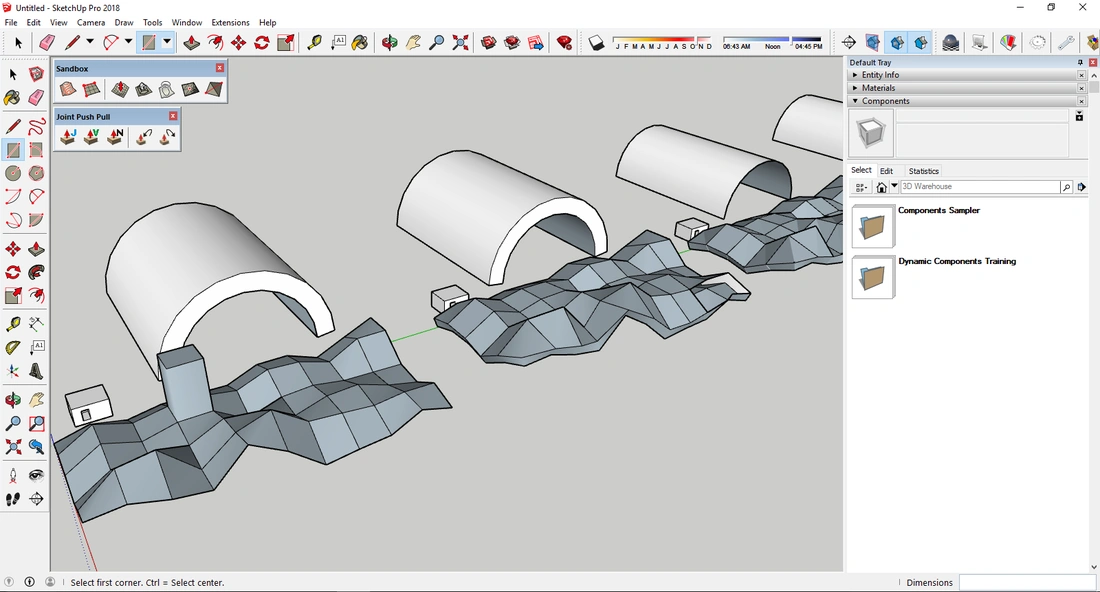 Untitled - SketchUp Pro 2018
File Edit View Camera Draw Tools Window Extensions Help
A1
J F M A M J J A S O N D
06:43 AM Noon 04:45 PM
Sandbox
Joint Push Pull
J V N
Default Tray
Entity Info
Materials
Components
Select Edit Statistics
3D Warehouse
Components Sampler
Dynamic Components Training
A1
Select first corner. Ctrl = Select center.
Dimensions